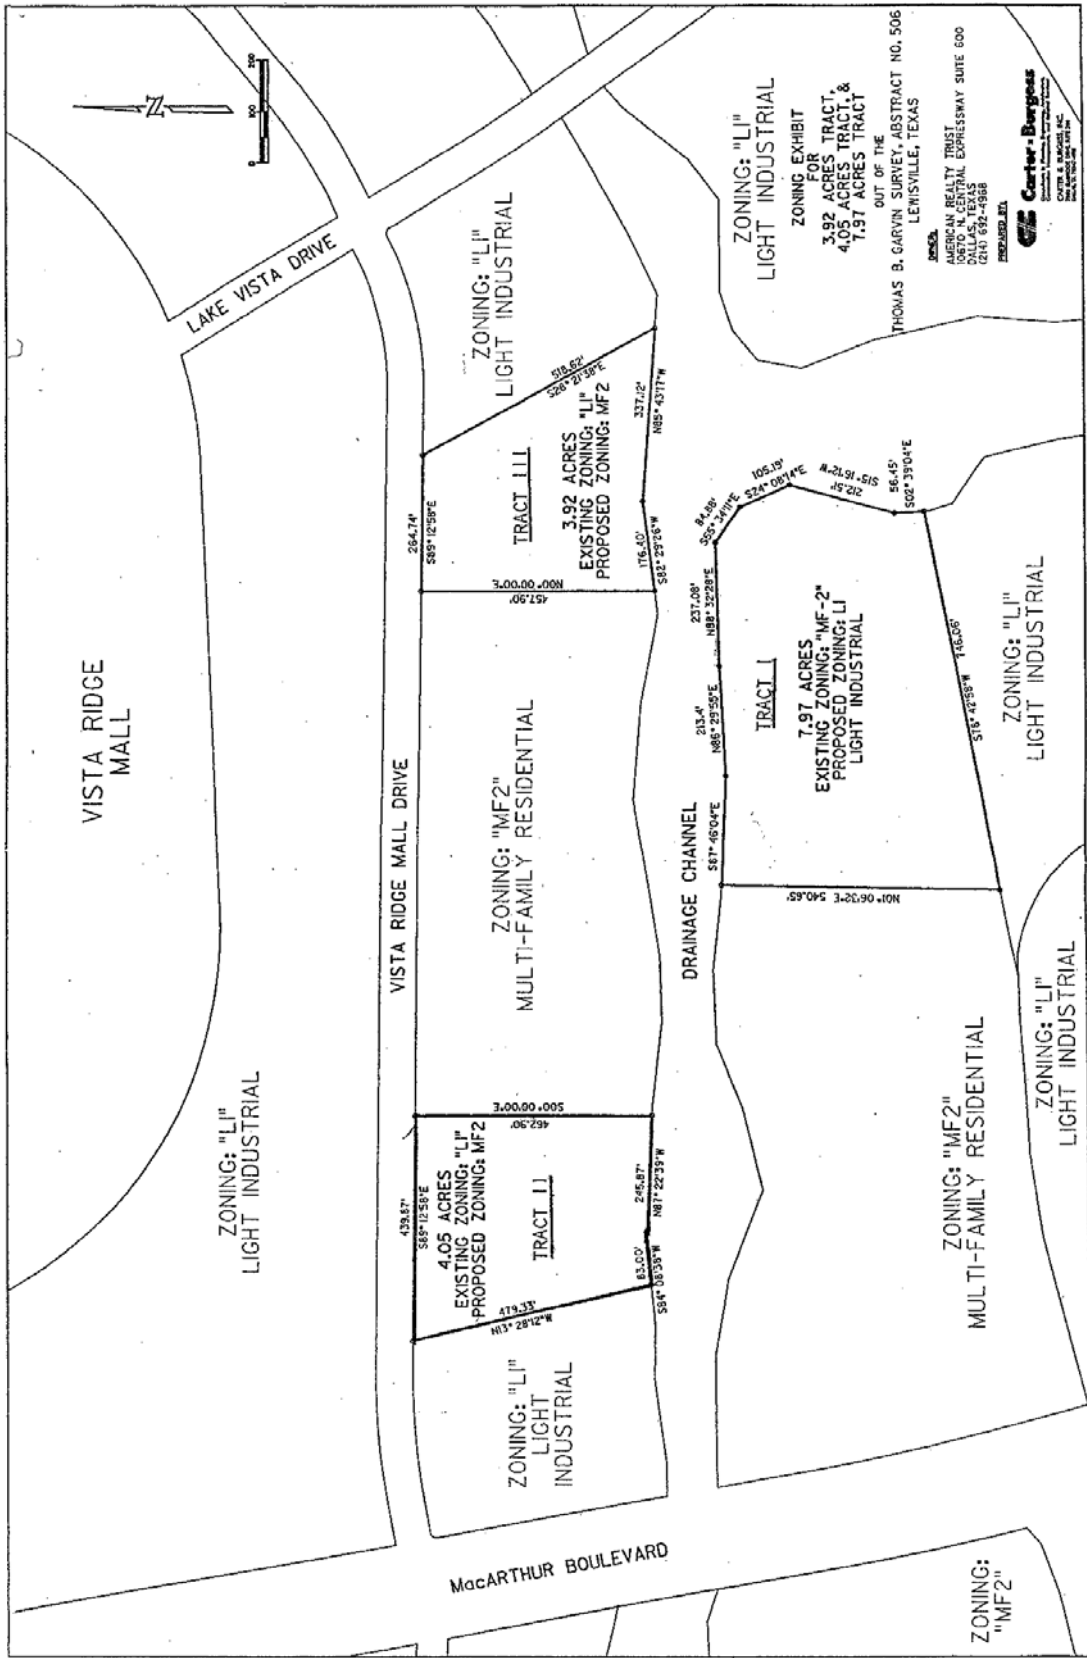 VISTA RIDGE
MALL
LAKE VISTA DRIVE
0 100 200
ZONING: "LI"
LIGHT INDUSTRIAL
VISTA RIDGE MALL DRIVE
ZONING: "LI"
LIGHT
INDUSTRIAL
439.87'
S89°12'58"E
4.05 ACRES
EXISTING ZONING: "LI"
PROPOSED ZONING: MF2
TRACT II
479.33'
N13°28'12"W
462.90'
S00°00'00"E
83.00'
S84°08'38"W
245.87'
N87°22'39"W
ZONING: "MF2"
MULTI-FAMILY RESIDENTIAL
264.74'
S89°12'58"E
TRACT III
3.92 ACRES
EXISTING ZONING: "LI"
PROPOSED ZONING: MF2
457.90'
N00°00'00"E
518.62'
S28°21'38"E
176.40'
S82°29'26"W
337.12'
N85°43'17"W
ZONING: "LI"
LIGHT INDUSTRIAL
DRAINAGE CHANNEL
MacARTHUR BOULEVARD
S87°46'04"E
213.4'
N86°29'55"E
237.08'
N88°32'28"E
84.88'
S55°34'11"E
105.19'
S24°08'14"E
212.51'
S15°16'12"W
56.45'
S02°39'04"E
TRACT I
7.97 ACRES
EXISTING ZONING: "MF-2"
PROPOSED ZONING: LI
LIGHT INDUSTRIAL
N01°06'32"E 540.65'
746.06'
S76°42'58"W
ZONING: "LI"
LIGHT INDUSTRIAL
ZONING: "MF2"
MULTI-FAMILY RESIDENTIAL
ZONING: "LI"
LIGHT INDUSTRIAL
ZONING:
"MF2"
ZONING: "LI"
LIGHT INDUSTRIAL
ZONING EXHIBIT
FOR
3.92 ACRES TRACT,
4.05 ACRES TRACT, &
7.97 ACRES TRACT
OUT OF THE
THOMAS B. GARVIN SURVEY, ABSTRACT NO. 506
LEWISVILLE, TEXAS
OWNER:
AMERICAN REALTY TRUST
10670 N. CENTRAL EXPRESSWAY SUITE 600
DALLAS, TEXAS
(214) 692-4968
PREPARED BY:
Carter & Burgess
CARTER & BURGESS, INC.